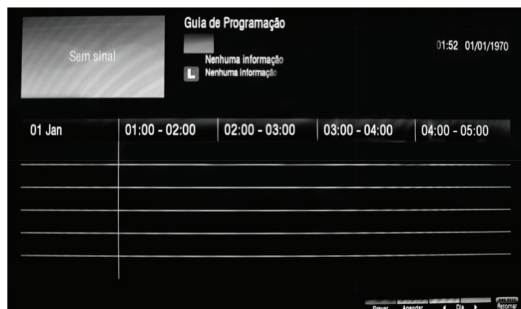 Guia de Programação
Sem sinal
Nenhuma informação
L Nenhuma informação
01:52 01/01/1970
01 Jan 01:00 - 02:00 02:00 - 03:00 03:00 - 04:00 04:00 - 05:00
Gravar Agendar Dia Retornar